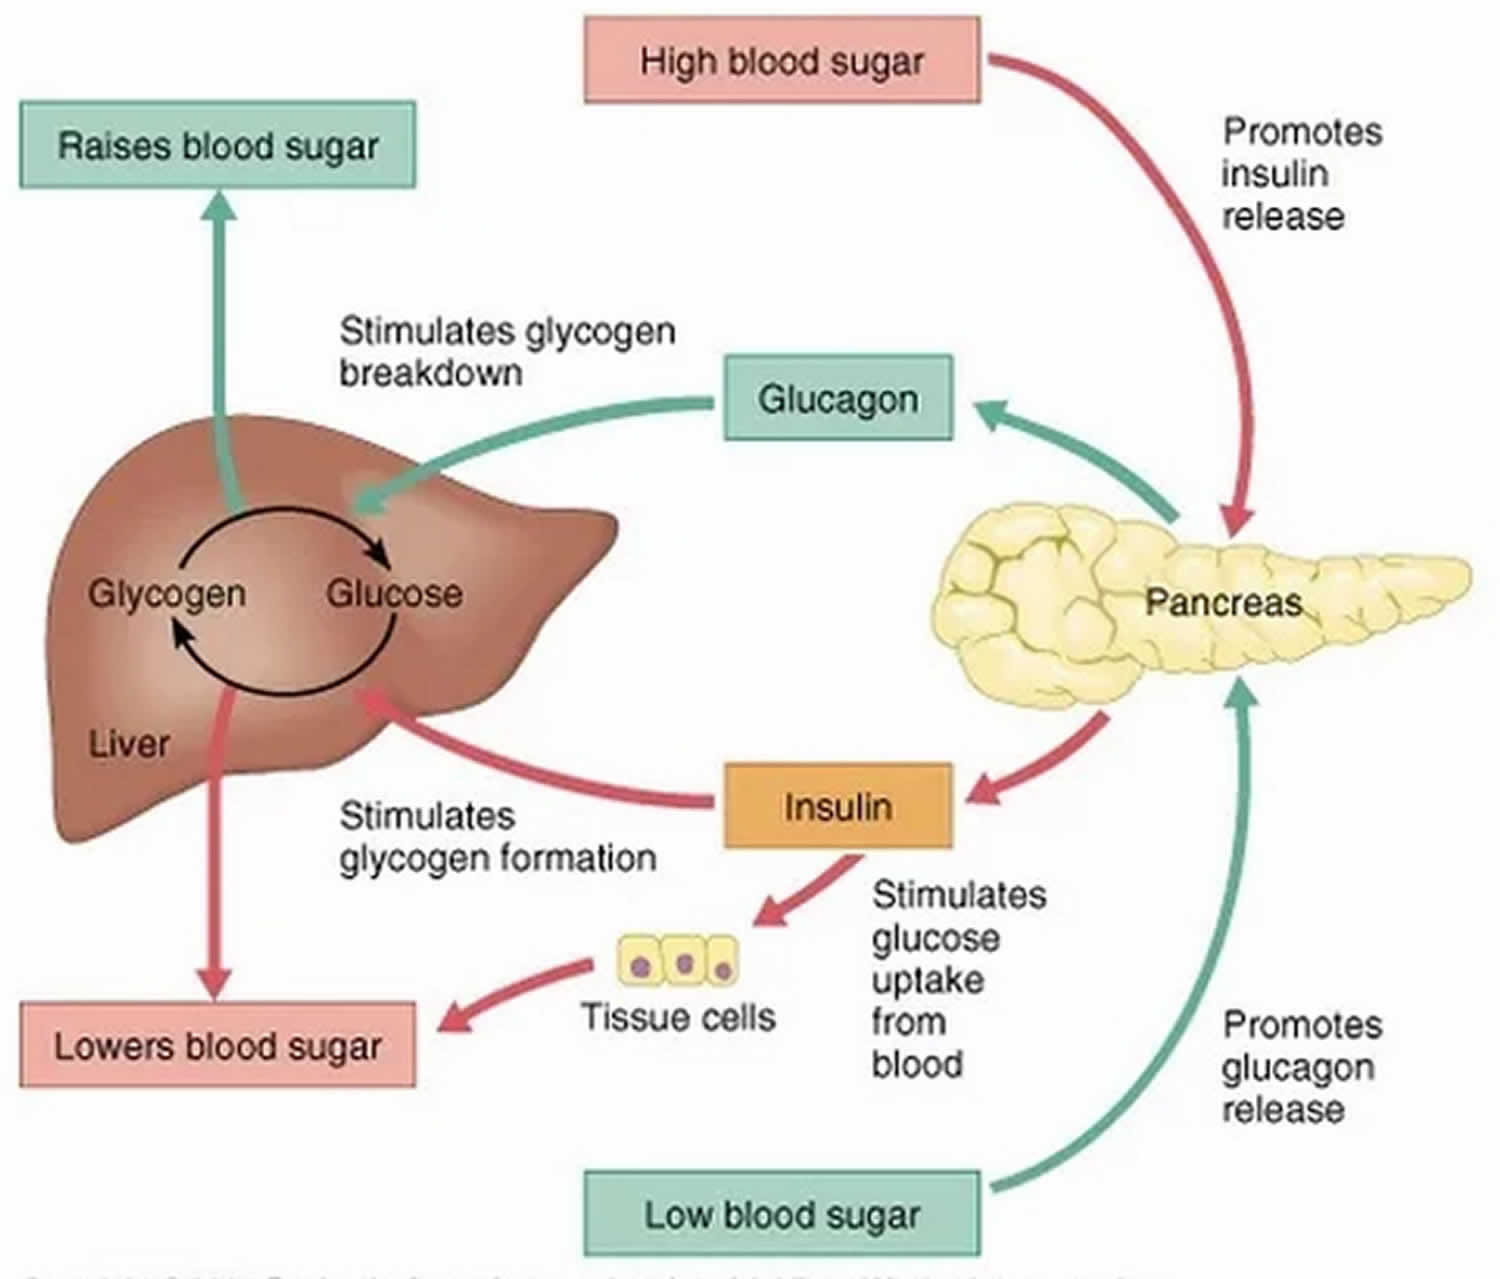 High blood sugar
Raises blood sugar
Promotes
insulin
release
Stimulates glycogen
breakdown
Glucagon
Glycogen
Glucose
Pancreas
Liver
Insulin
Stimulates
glycogen formation
Stimulates
glucose
uptake
from
blood
Tissue cells
Lowers blood sugar
Promotes
glucagon
release
Low blood sugar